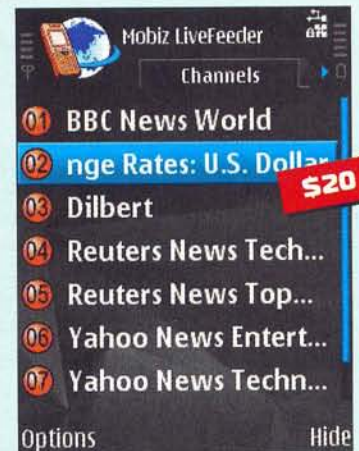 Mobiz LiveFeeder
Channels
01 BBC News World
02 nge Rates: U.S. Dollar
$20
03 Dilbert
04 Reuters News Tech...
05 Reuters News Top...
06 Yahoo News Entert...
07 Yahoo News Techn...
Options Hide